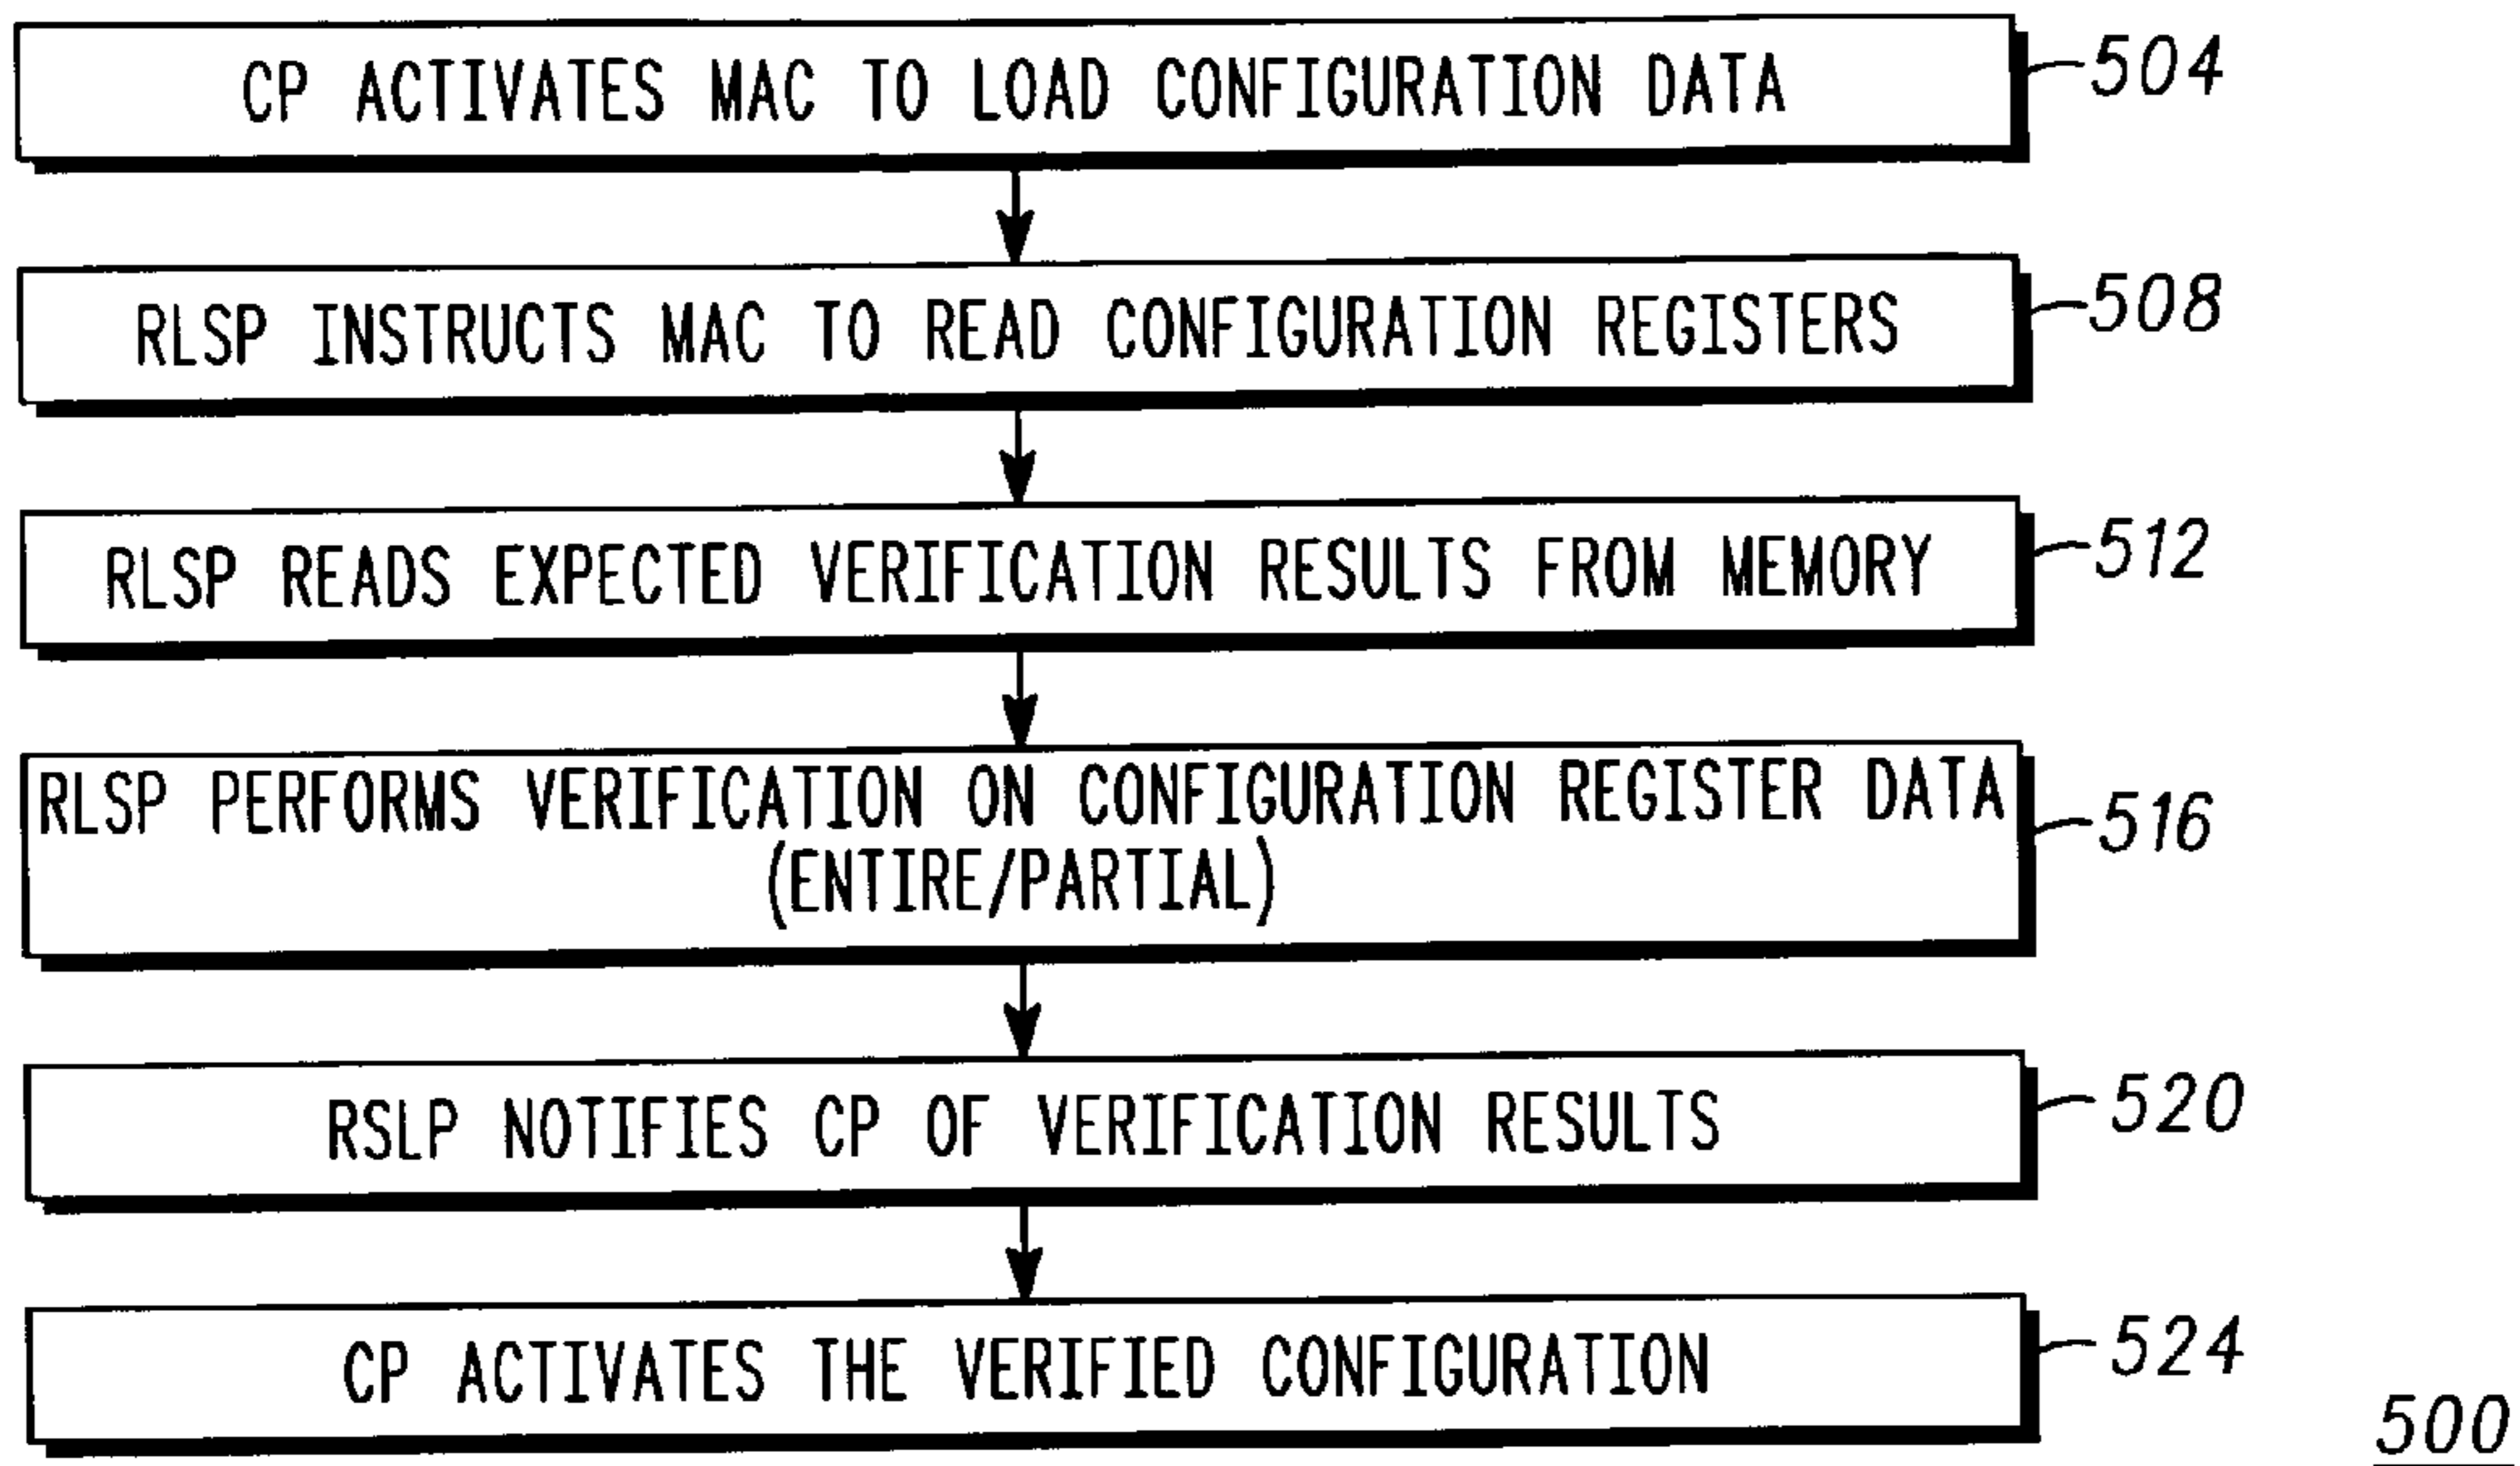 CP ACTIVATES MAC TO LOAD CONFIGURATION DATA
504
RLSP INSTRUCTS MAC TO READ CONFIGURATION REGISTERS
508
RLSP READS EXPECTED VERIFICATION RESULTS FROM MEMORY
512
RLSP PERFORMS VERIFICATION ON CONFIGURATION REGISTER DATA
(ENTIRE/PARTIAL)
516
RSLP NOTIFIES CP OF VERIFICATION RESULTS
520
CP ACTIVATES THE VERIFIED CONFIGURATION
524
500